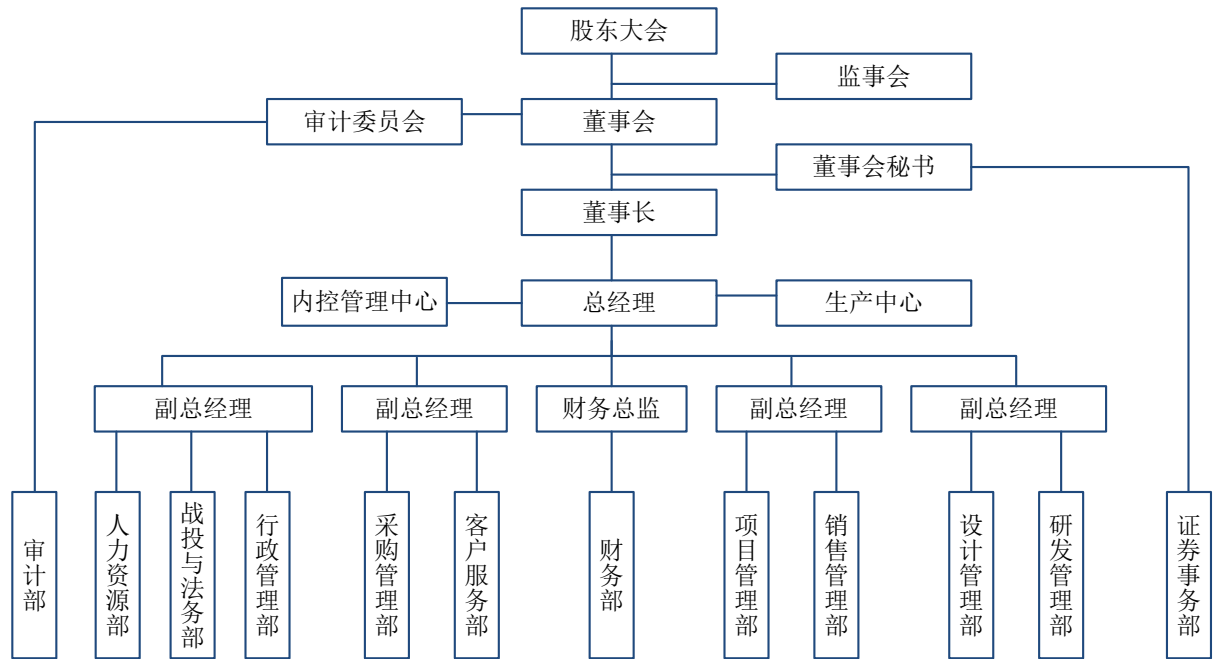 股东大会
监事会
审计委员会
董事会
董事会秘书
董事长
内控管理中心
总经理
生产中心
副总经理
副总经理
财务总监
副总经理
副总经理
审计部
人力资源部
战投与法务部
行政管理部
采购管理部
客户服务部
财务部
项目管理部
销售管理部
设计管理部
研发管理部
证券事务部